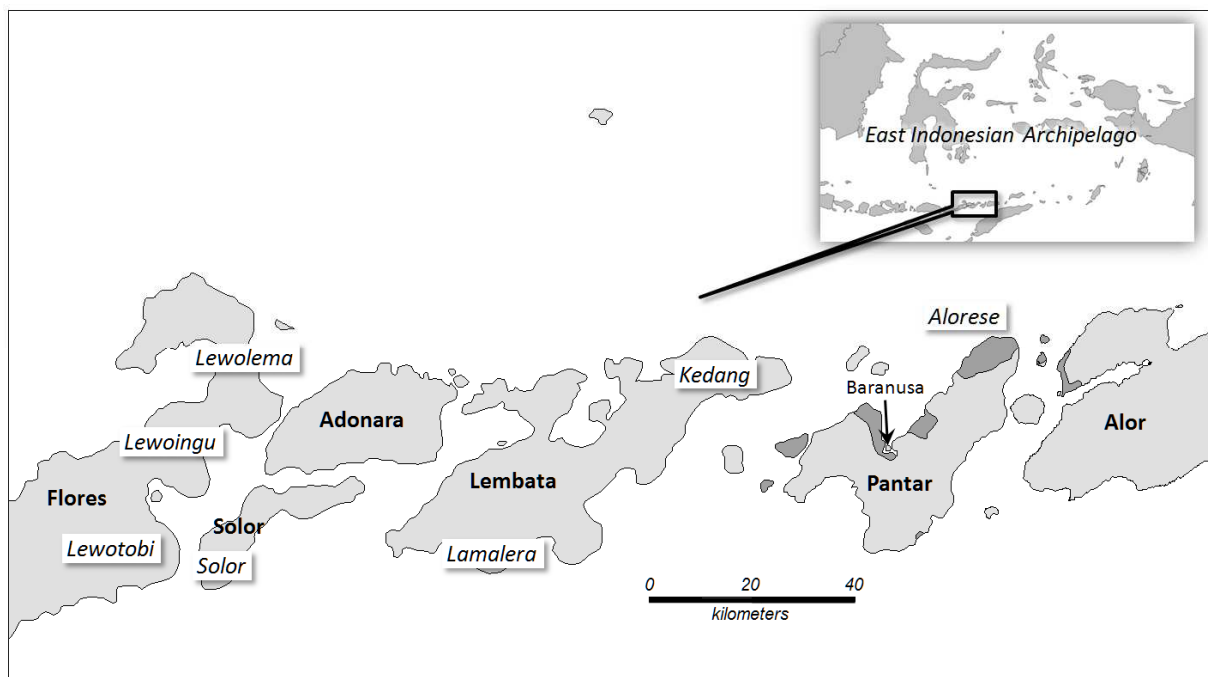 East Indonesian Archipelago
Alorese
Lewolema
Kedang
Baranusa
Adonara
Alor
Lewoingu
Lembata
Pantar
Flores
Solor
Lewotobi
Lamalera
Solor
0 20 40
kilometers